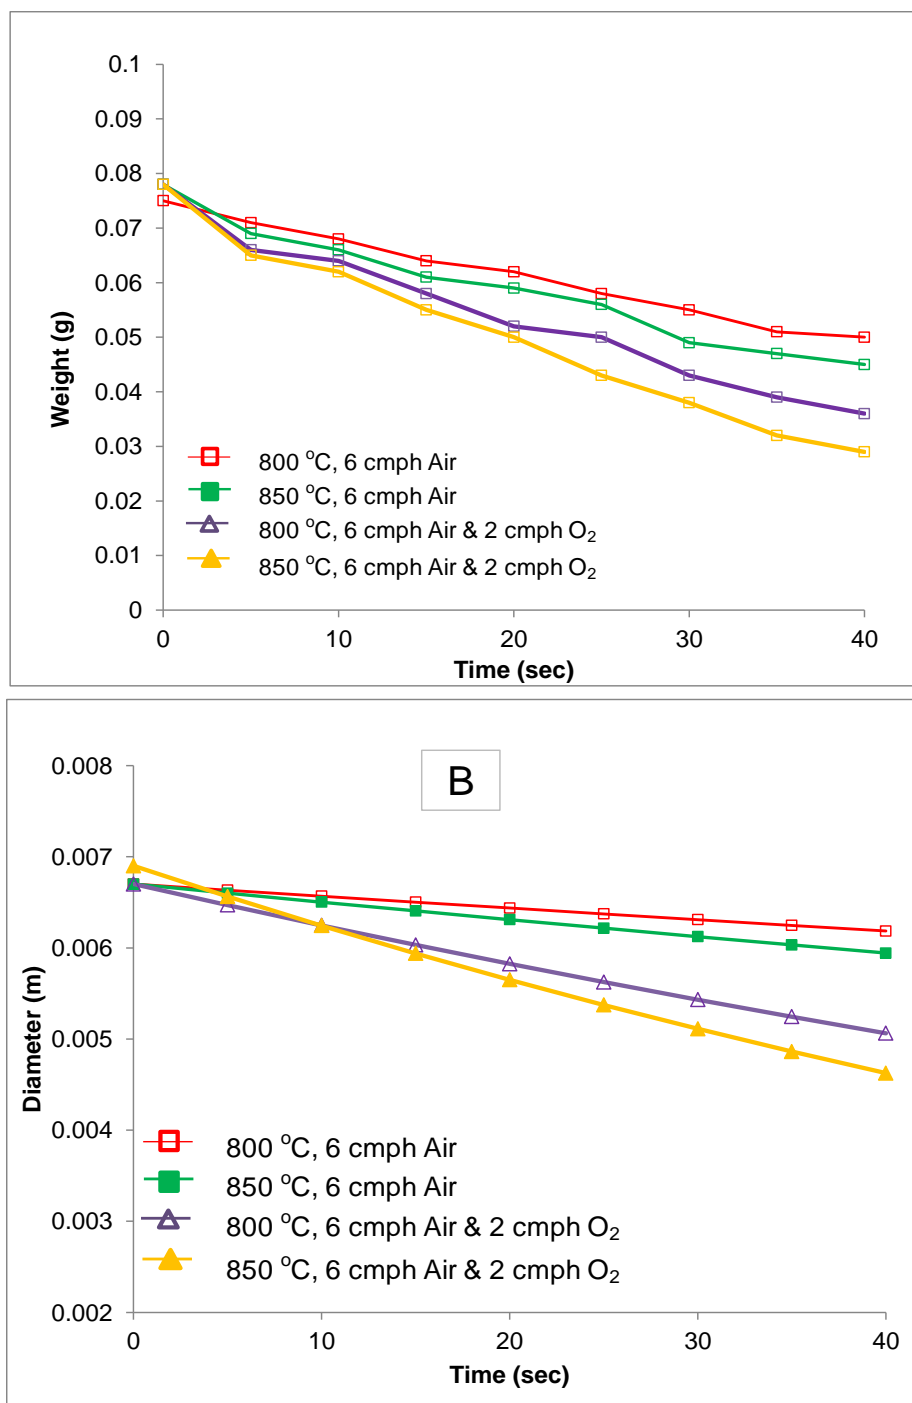 0.1
0.09
0.08
0.07
0.06
0.05
0.04
0.03
0.02
0.01
0
Weight (g)
800 °C, 6 cmph Air
850 °C, 6 cmph Air
800 °C, 6 cmph Air & 2 cmph O₂
850 °C, 6 cmph Air & 2 cmph O₂
0 10 20 30 40
Time (sec)
B
0.008
0.007
0.006
0.005
0.004
0.003
0.002
Diameter (m)
800 °C, 6 cmph Air
850 °C, 6 cmph Air
800 °C, 6 cmph Air & 2 cmph O₂
850 °C, 6 cmph Air & 2 cmph O₂
0 10 20 30 40
Time (sec)